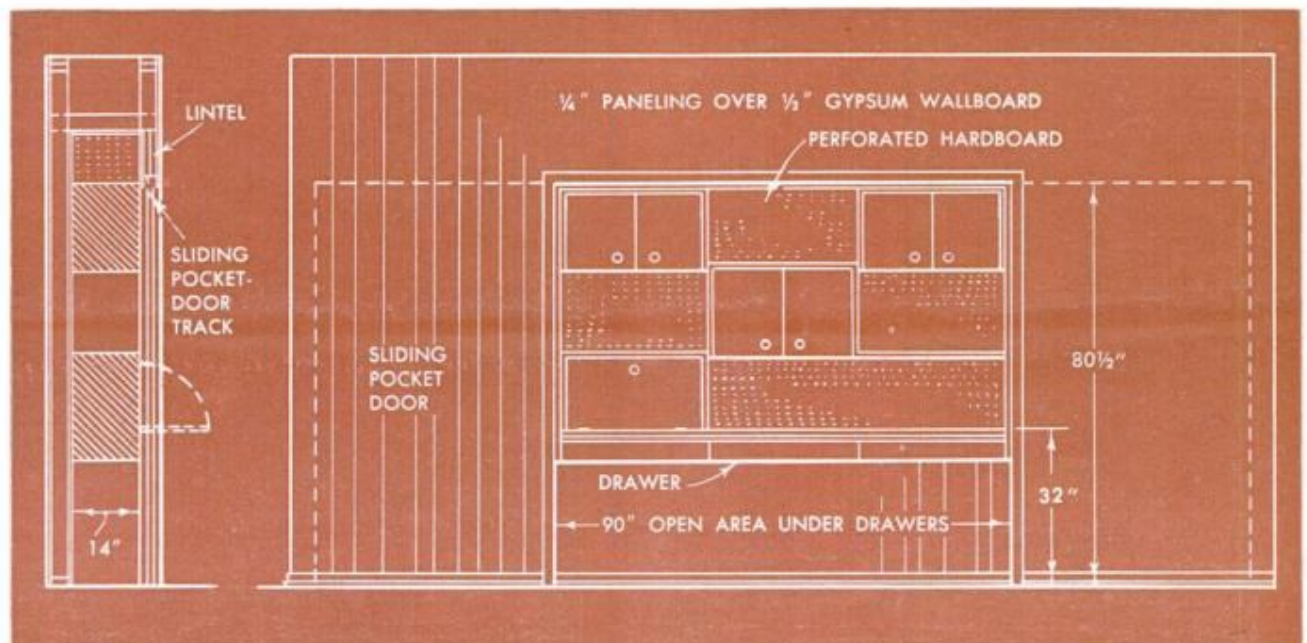 LINTEL
SLIDING
POCKET-
DOOR
TRACK
14"
¼" PANELING OVER ½" GYPSUM WALLBOARD
PERFORATED HARDBOARD
SLIDING
POCKET
DOOR
80½"
DRAWER
32"
90" OPEN AREA UNDER DRAWERS